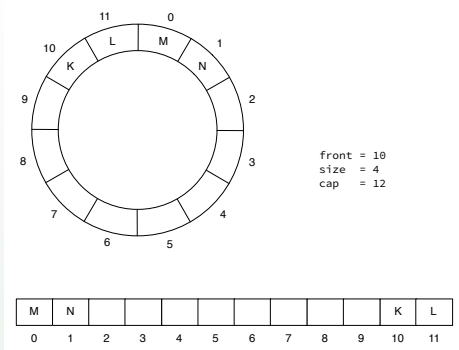 11 0
10 L M 1
K N
9 2
8 3
7 4
6 5
front = 10
size = 4
cap = 12
M N K L
0 1 2 3 4 5 6 7 8 9 10 11